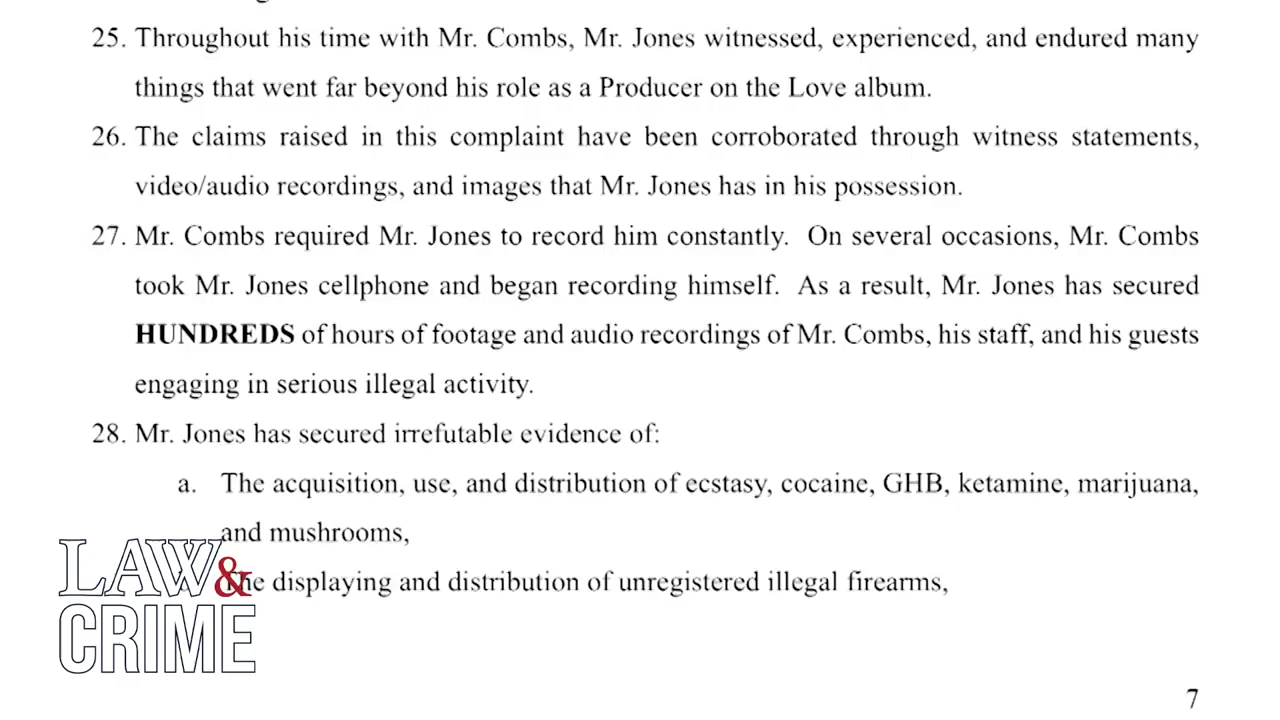 25. Throughout his time with Mr. Combs, Mr. Jones witnessed, experienced, and endured many
things that went far beyond his role as a Producer on the Love album.
26. The claims raised in this complaint have been corroborated through witness statements,
video/audio recordings, and images that Mr. Jones has in his possession.
27. Mr. Combs required Mr. Jones to record him constantly. On several occasions, Mr. Combs
took Mr. Jones cellphone and began recording himself. As a result, Mr. Jones has secured
HUNDREDS of hours of footage and audio recordings of Mr. Combs, his staff, and his guests
engaging in serious illegal activity.
28. Mr. Jones has secured irrefutable evidence of:
a. The acquisition, use, and distribution of ecstasy, cocaine, GHB, ketamine, marijuana,
and mushrooms,
The displaying and distribution of unregistered illegal firearms,
LAW&
CRIME
7